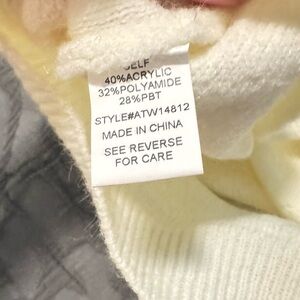 SELF
40%ACRYLIC
32%POLYAMIDE
28%PBT
STYLE#ATW14812
MADE IN CHINA
SEE REVERSE
FOR CARE